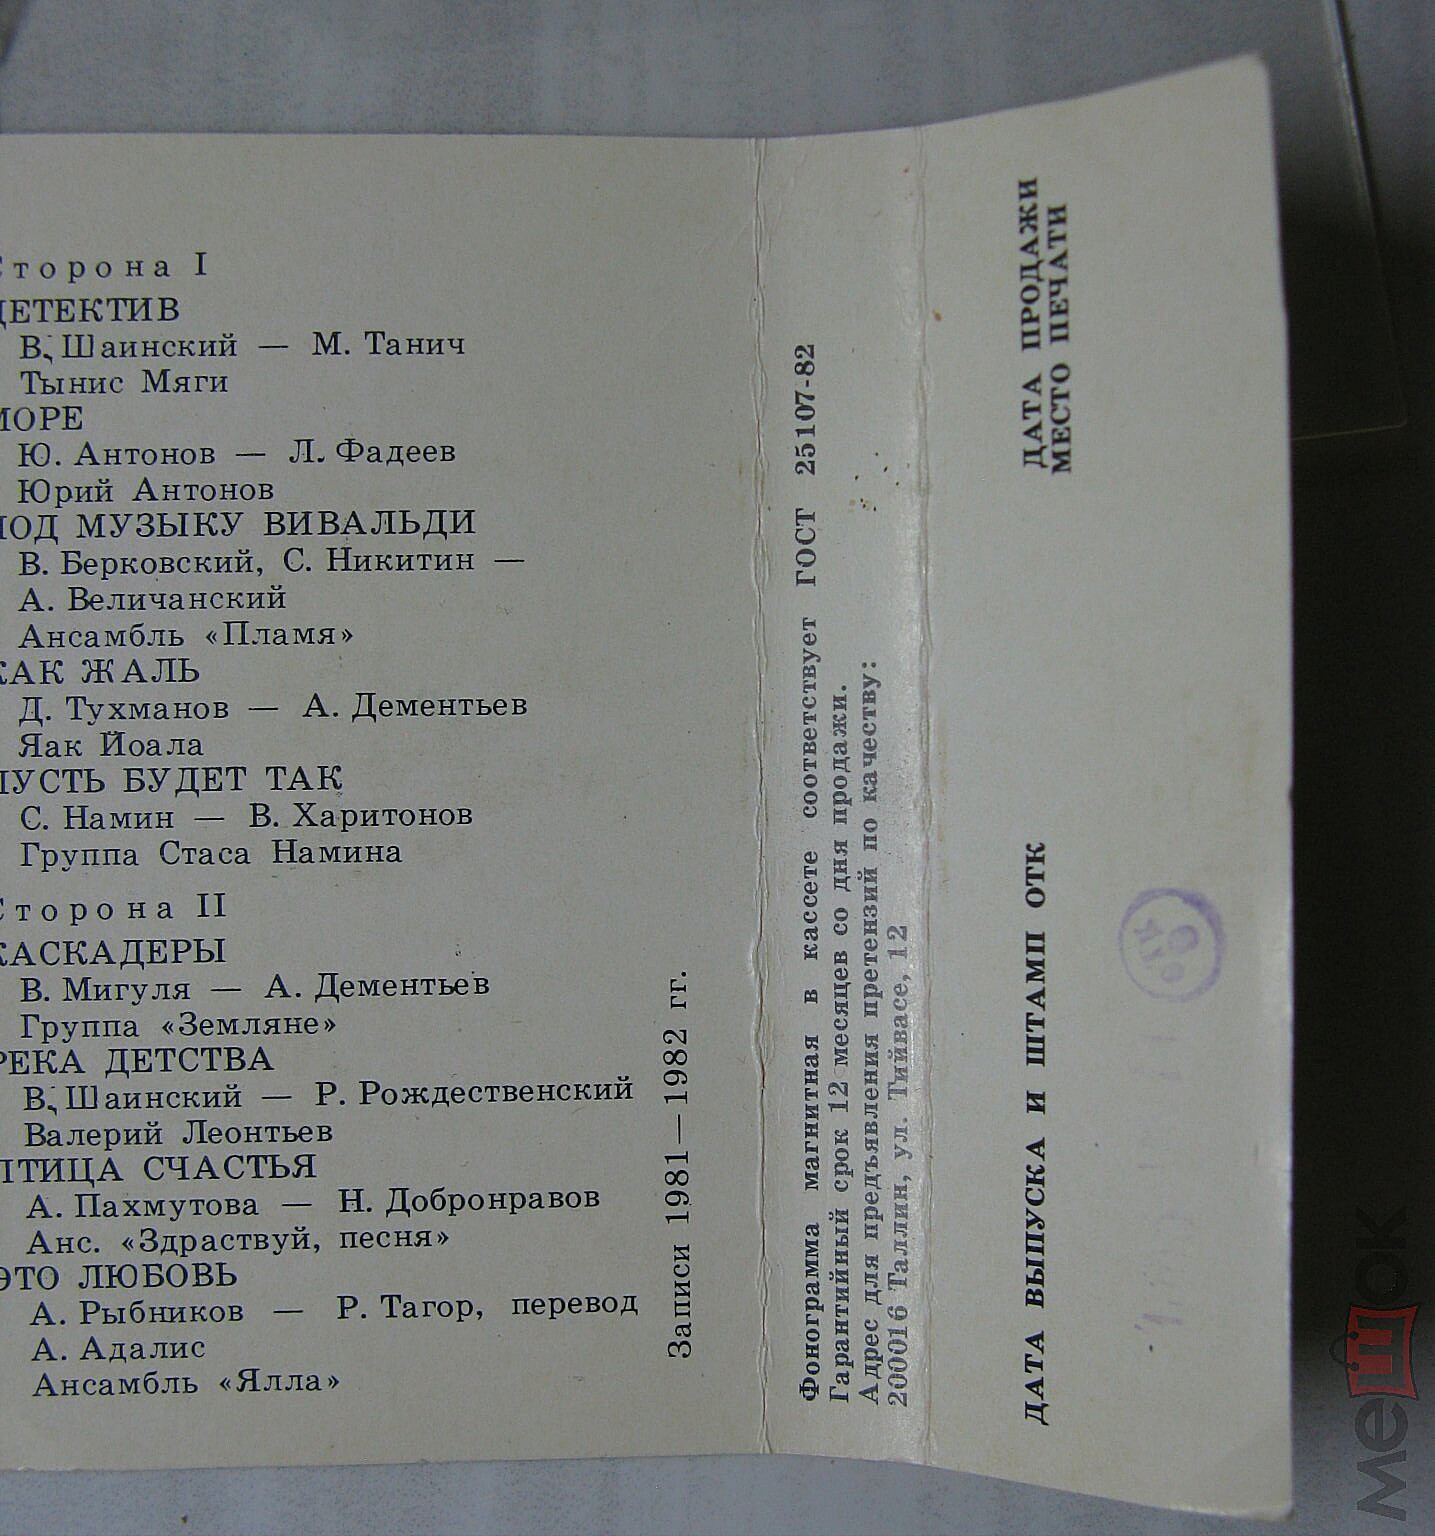 Сторона I
ДЕТЕКТИВ
В. Шаинский — М. Танич
Тынис Мяги
МОРЕ
Ю. Антонов — Л. Фадеев
Юрий Антонов
ПОД МУЗЫКУ ВИВАЛЬДИ
В. Берковский, С. Никитин —
А. Величанский
Ансамбль «Пламя»
КАК ЖАЛЬ
Д. Тухманов — А. Дементьев
Яак Йоала
ПУСТЬ БУДЕТ ТАК
С. Намин — В. Харитонов
Группа Стаса Намина
Сторона II
КАСКАДЕРЫ
В. Мигуля — А. Дементьев
Группа «Земляне»
РЕКА ДЕТСТВА
В. Шаинский — Р. Рождественский
Валерий Леонтьев
ПТИЦА СЧАСТЬЯ
А. Пахмутова — Н. Добронравов
Анс. «Здраствуй, песня»
ЭТО ЛЮБОВЬ
А. Рыбников — Р. Тагор, перевод
А. Адалис
Ансамбль «Ялла»
Записи 1981—1982 гг.
Фонограмма магнитная в кассете соответствует ГОСТ 25107-82
Гарантийный срок 12 месяцев со дня продажи.
Адрес для предъявления претензий по качеству:
200016 Таллин, ул. Тийвасе, 12
ДАТА ВЫПУСКА И ШТАМП ОТК
ДАТА ПРОДАЖИ
МЕСТО ПЕЧАТИ
мешок